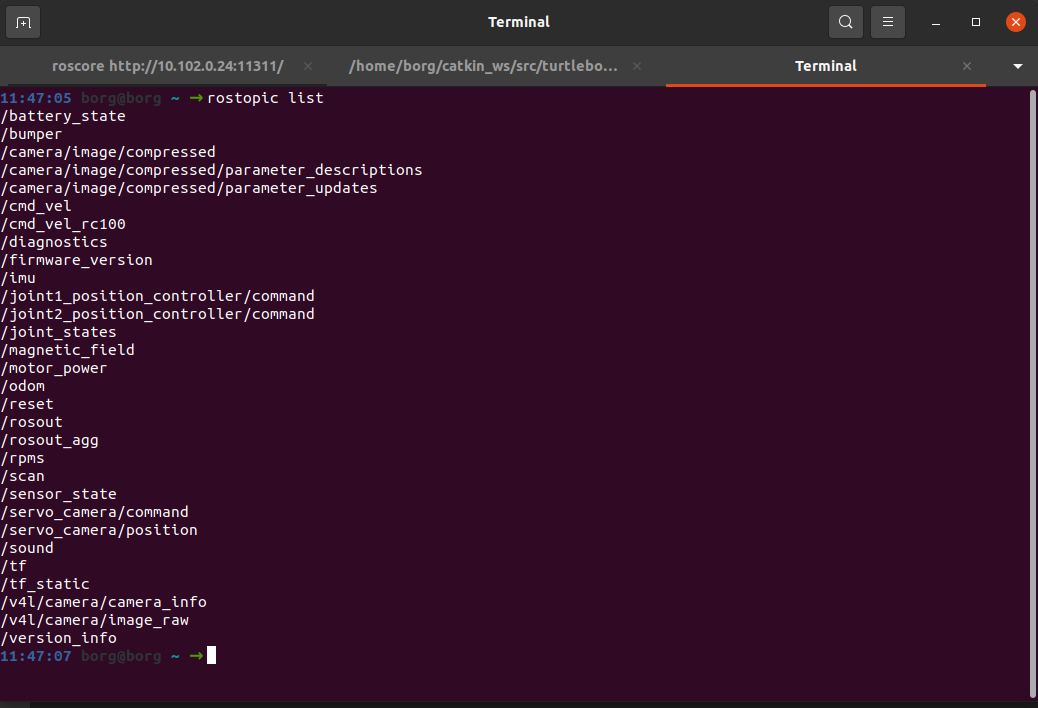 Terminal
roscore http://10.102.0.24:11311/
/home/borg/catkin_ws/src/turtlebo...
Terminal
11:47:05 borg@borg ~ →rostopic list
/battery_state
/bumper
/camera/image/compressed
/camera/image/compressed/parameter_descriptions
/camera/image/compressed/parameter_updates
/cmd_vel
/cmd_vel_rc100
/diagnostics
/firmware_version
/imu
/joint1_position_controller/command
/joint2_position_controller/command
/joint_states
/magnetic_field
/motor_power
/odom
/reset
/rosout
/rosout_agg
/rpms
/scan
/sensor_state
/servo_camera/command
/servo_camera/position
/sound
/tf
/tf_static
/v4l/camera/camera_info
/v4l/camera/image_raw
/version_info
11:47:07 borg@borg ~ →